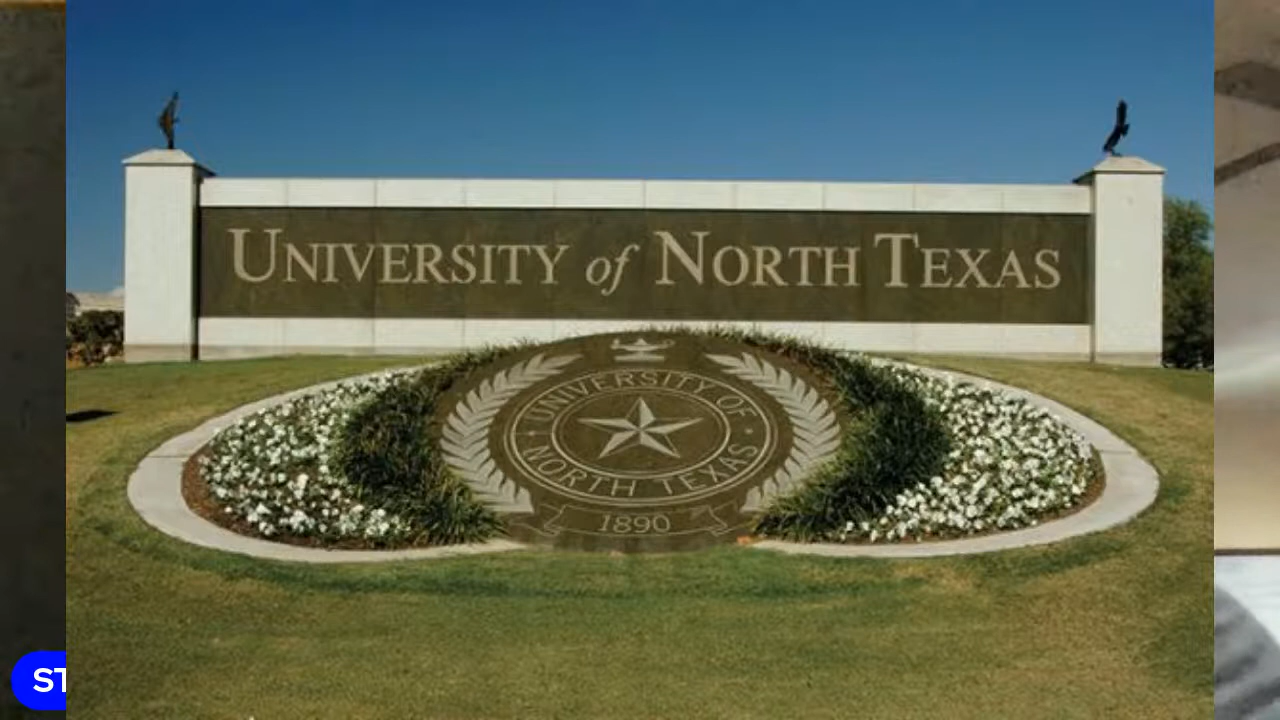 UNIVERSITY of NORTH TEXAS
UNIVERSITY OF
NORTH TEXAS
1890
ST